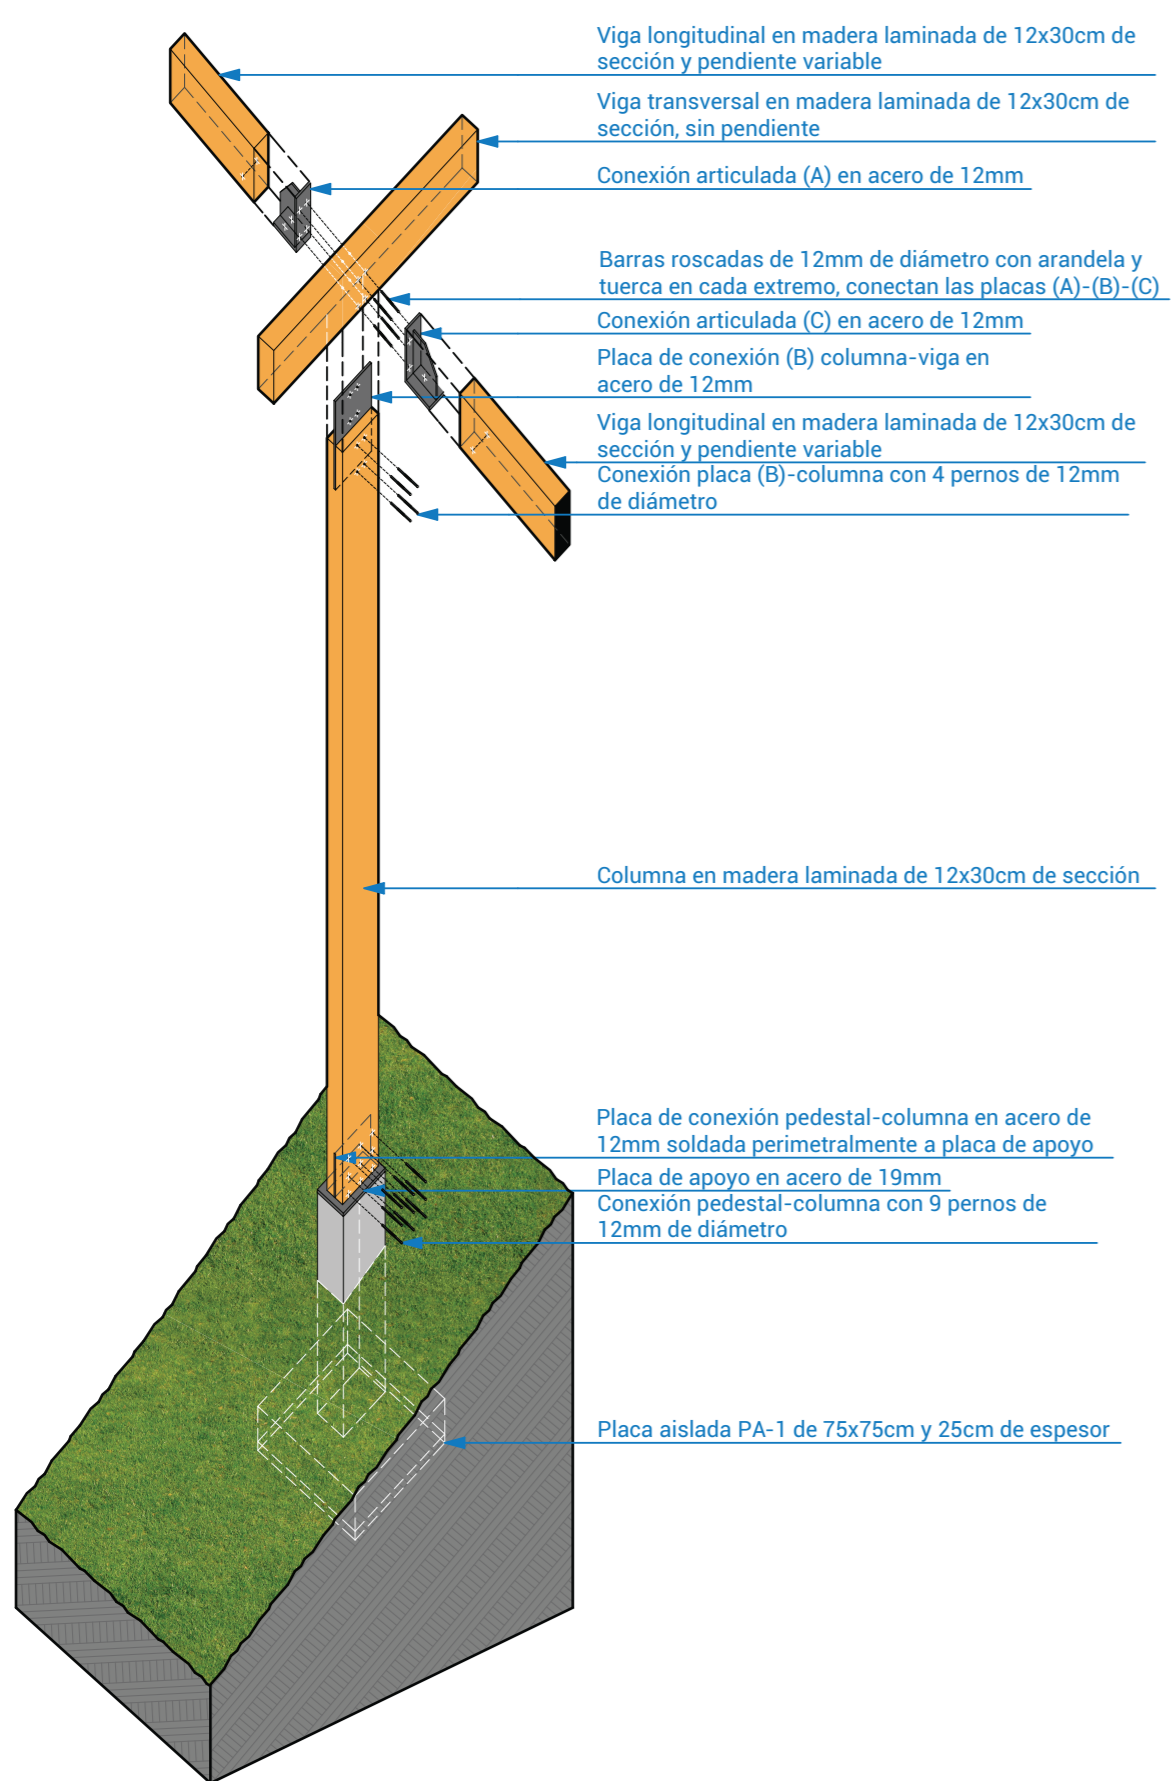 Viga longitudinal en madera laminada de 12x30cm de
sección y pendiente variable
Viga transversal en madera laminada de 12x30cm de
sección, sin pendiente
Conexión articulada (A) en acero de 12mm
Barras roscadas de 12mm de diámetro con arandela y
tuerca en cada extremo, conectan las placas (A)-(B)-(C)
Conexión articulada (C) en acero de 12mm
Placa de conexión (B) columna-viga en
acero de 12mm
Viga longitudinal en madera laminada de 12x30cm de
sección y pendiente variable
Conexión placa (B)-columna con 4 pernos de 12mm
de diámetro
Columna en madera laminada de 12x30cm de sección
Placa de conexión pedestal-columna en acero de
12mm soldada perimetralmente a placa de apoyo
Placa de apoyo en acero de 19mm
Conexión pedestal-columna con 9 pernos de
12mm de diámetro
Placa aislada PA-1 de 75x75cm y 25cm de espesor